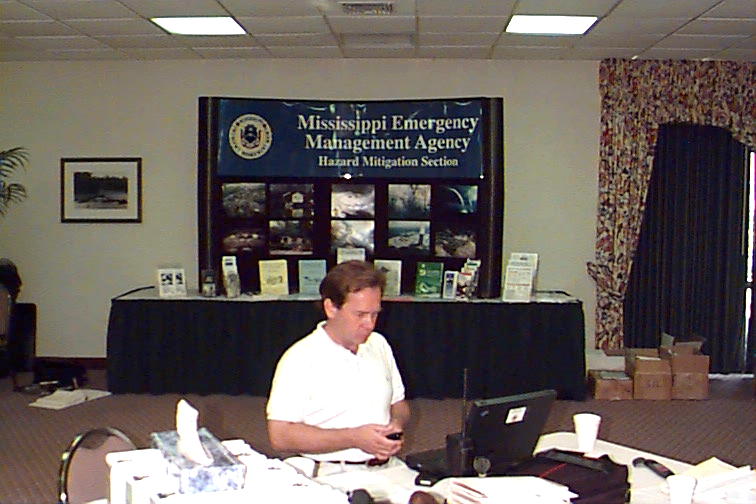 Mississippi Emergency
Management Agency
Hazard Mitigation Section